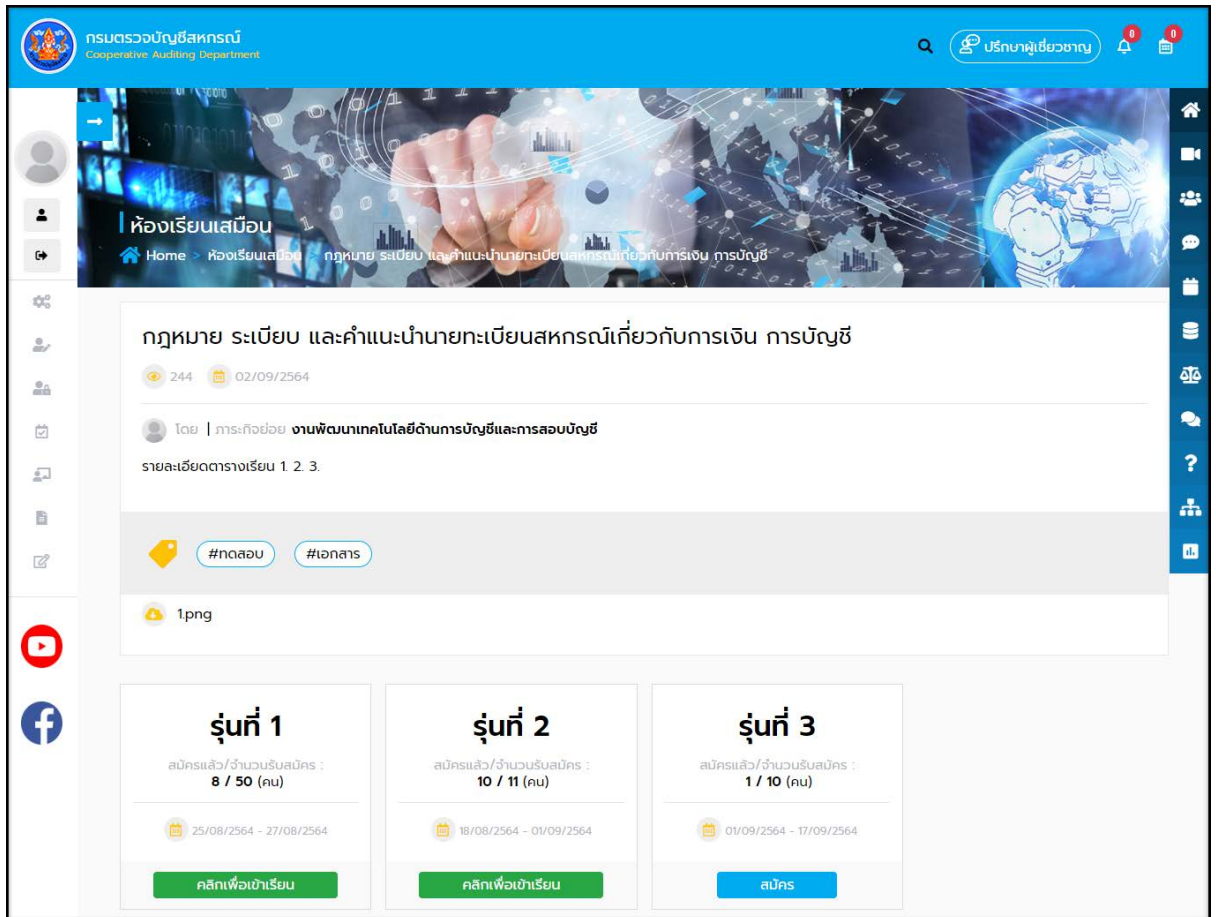 กรมตรวจบัญชีสหกรณ์
Cooperative Auditing Department
ปรึกษาผู้เชี่ยวชาญ
0
0
ห้องเรียนเสมือน
Home > ห้องเรียนเสมือน > กฎหมาย ระเบียบ และคำแนะนำนายทะเบียนสหกรณ์เกี่ยวกับการเงิน การบัญชี
กฎหมาย ระเบียบ และคำแนะนำนายทะเบียนสหกรณ์เกี่ยวกับการเงิน การบัญชี
244 02/09/2564
โดย | ภาระกิจย่อย งานพัฒนาเทคโนโลยีด้านการบัญชีและการสอบบัญชี
รายละเอียดตารางเรียน 1. 2. 3.
#ทดสอบ #เอกสาร
1.png
รุ่นที่ 1
สมัครแล้ว/จำนวนรับสมัคร :
8 / 50 (คน)
25/08/2564 - 27/08/2564
คลิกเพื่อเข้าเรียน
รุ่นที่ 2
สมัครแล้ว/จำนวนรับสมัคร :
10 / 11 (คน)
18/08/2564 - 01/09/2564
คลิกเพื่อเข้าเรียน
รุ่นที่ 3
สมัครแล้ว/จำนวนรับสมัคร :
1 / 10 (คน)
01/09/2564 - 17/09/2564
สมัคร